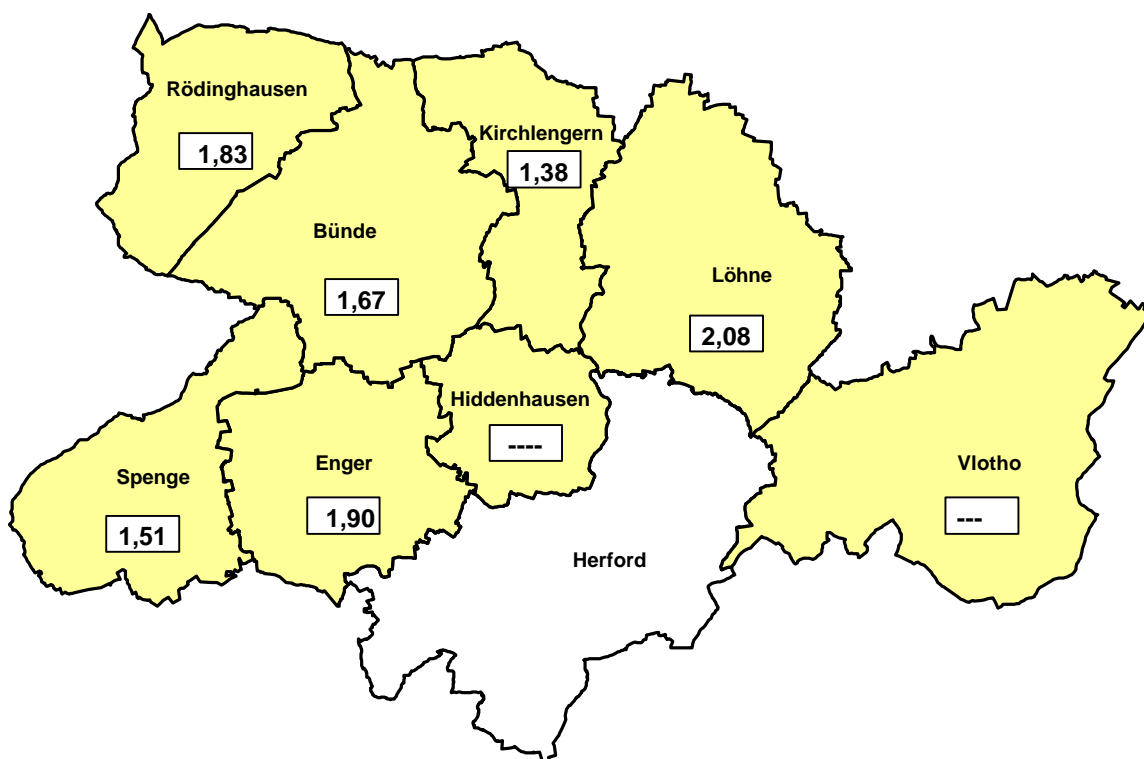 Rödinghausen
1,83
Kirchlengern
1,38
Bünde
1,67
Löhne
2,08
Hiddenhausen
----
Spenge
1,51
Enger
1,90
Vlotho
---
Herford